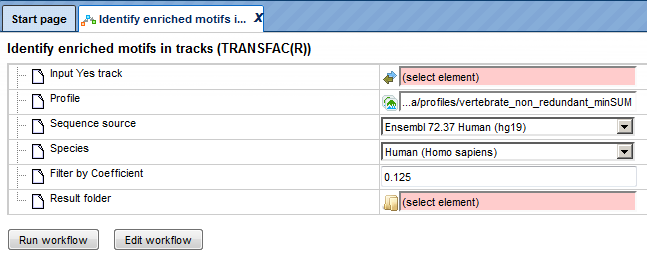 Start page
Identify enriched motifs i... X
Identify enriched motifs in tracks (TRANSFAC(R))
Input Yes track (select element)
Profile ...a/profiles/vertebrate_non_redundant_minSUM
Sequence source Ensembl 72.37 Human (hg19)
Species Human (Homo sapiens)
Filter by Coefficient 0.125
Result folder (select element)
Run workflow Edit workflow